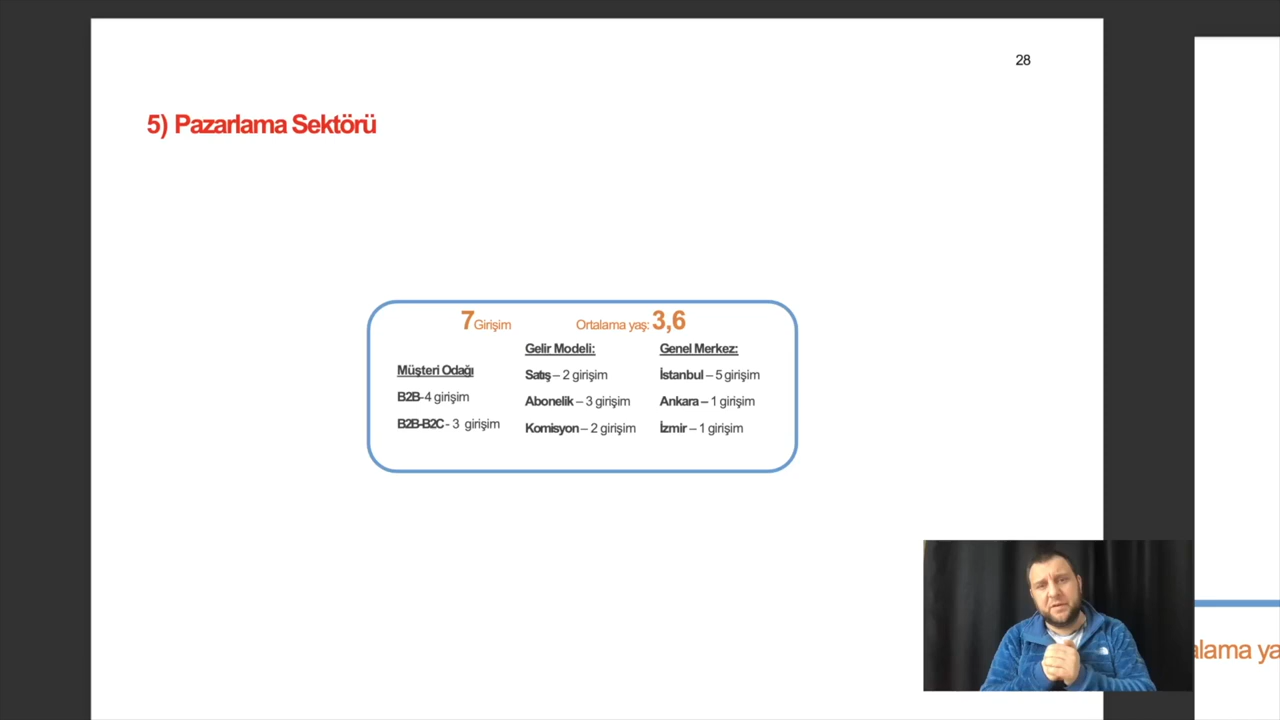 28
5) Pazarlama Sektörü
7 Girişim Ortalama yaş: 3,6
Müşteri Odağı
B2B- 4 girişim
B2B-B2C - 3 girişim
Gelir Modeli:
Satış – 2 girişim
Abonelik – 3 girişim
Komisyon – 2 girişim
Genel Merkez:
İstanbul – 5 girişim
Ankara – 1 girişim
İzmir – 1 girişim